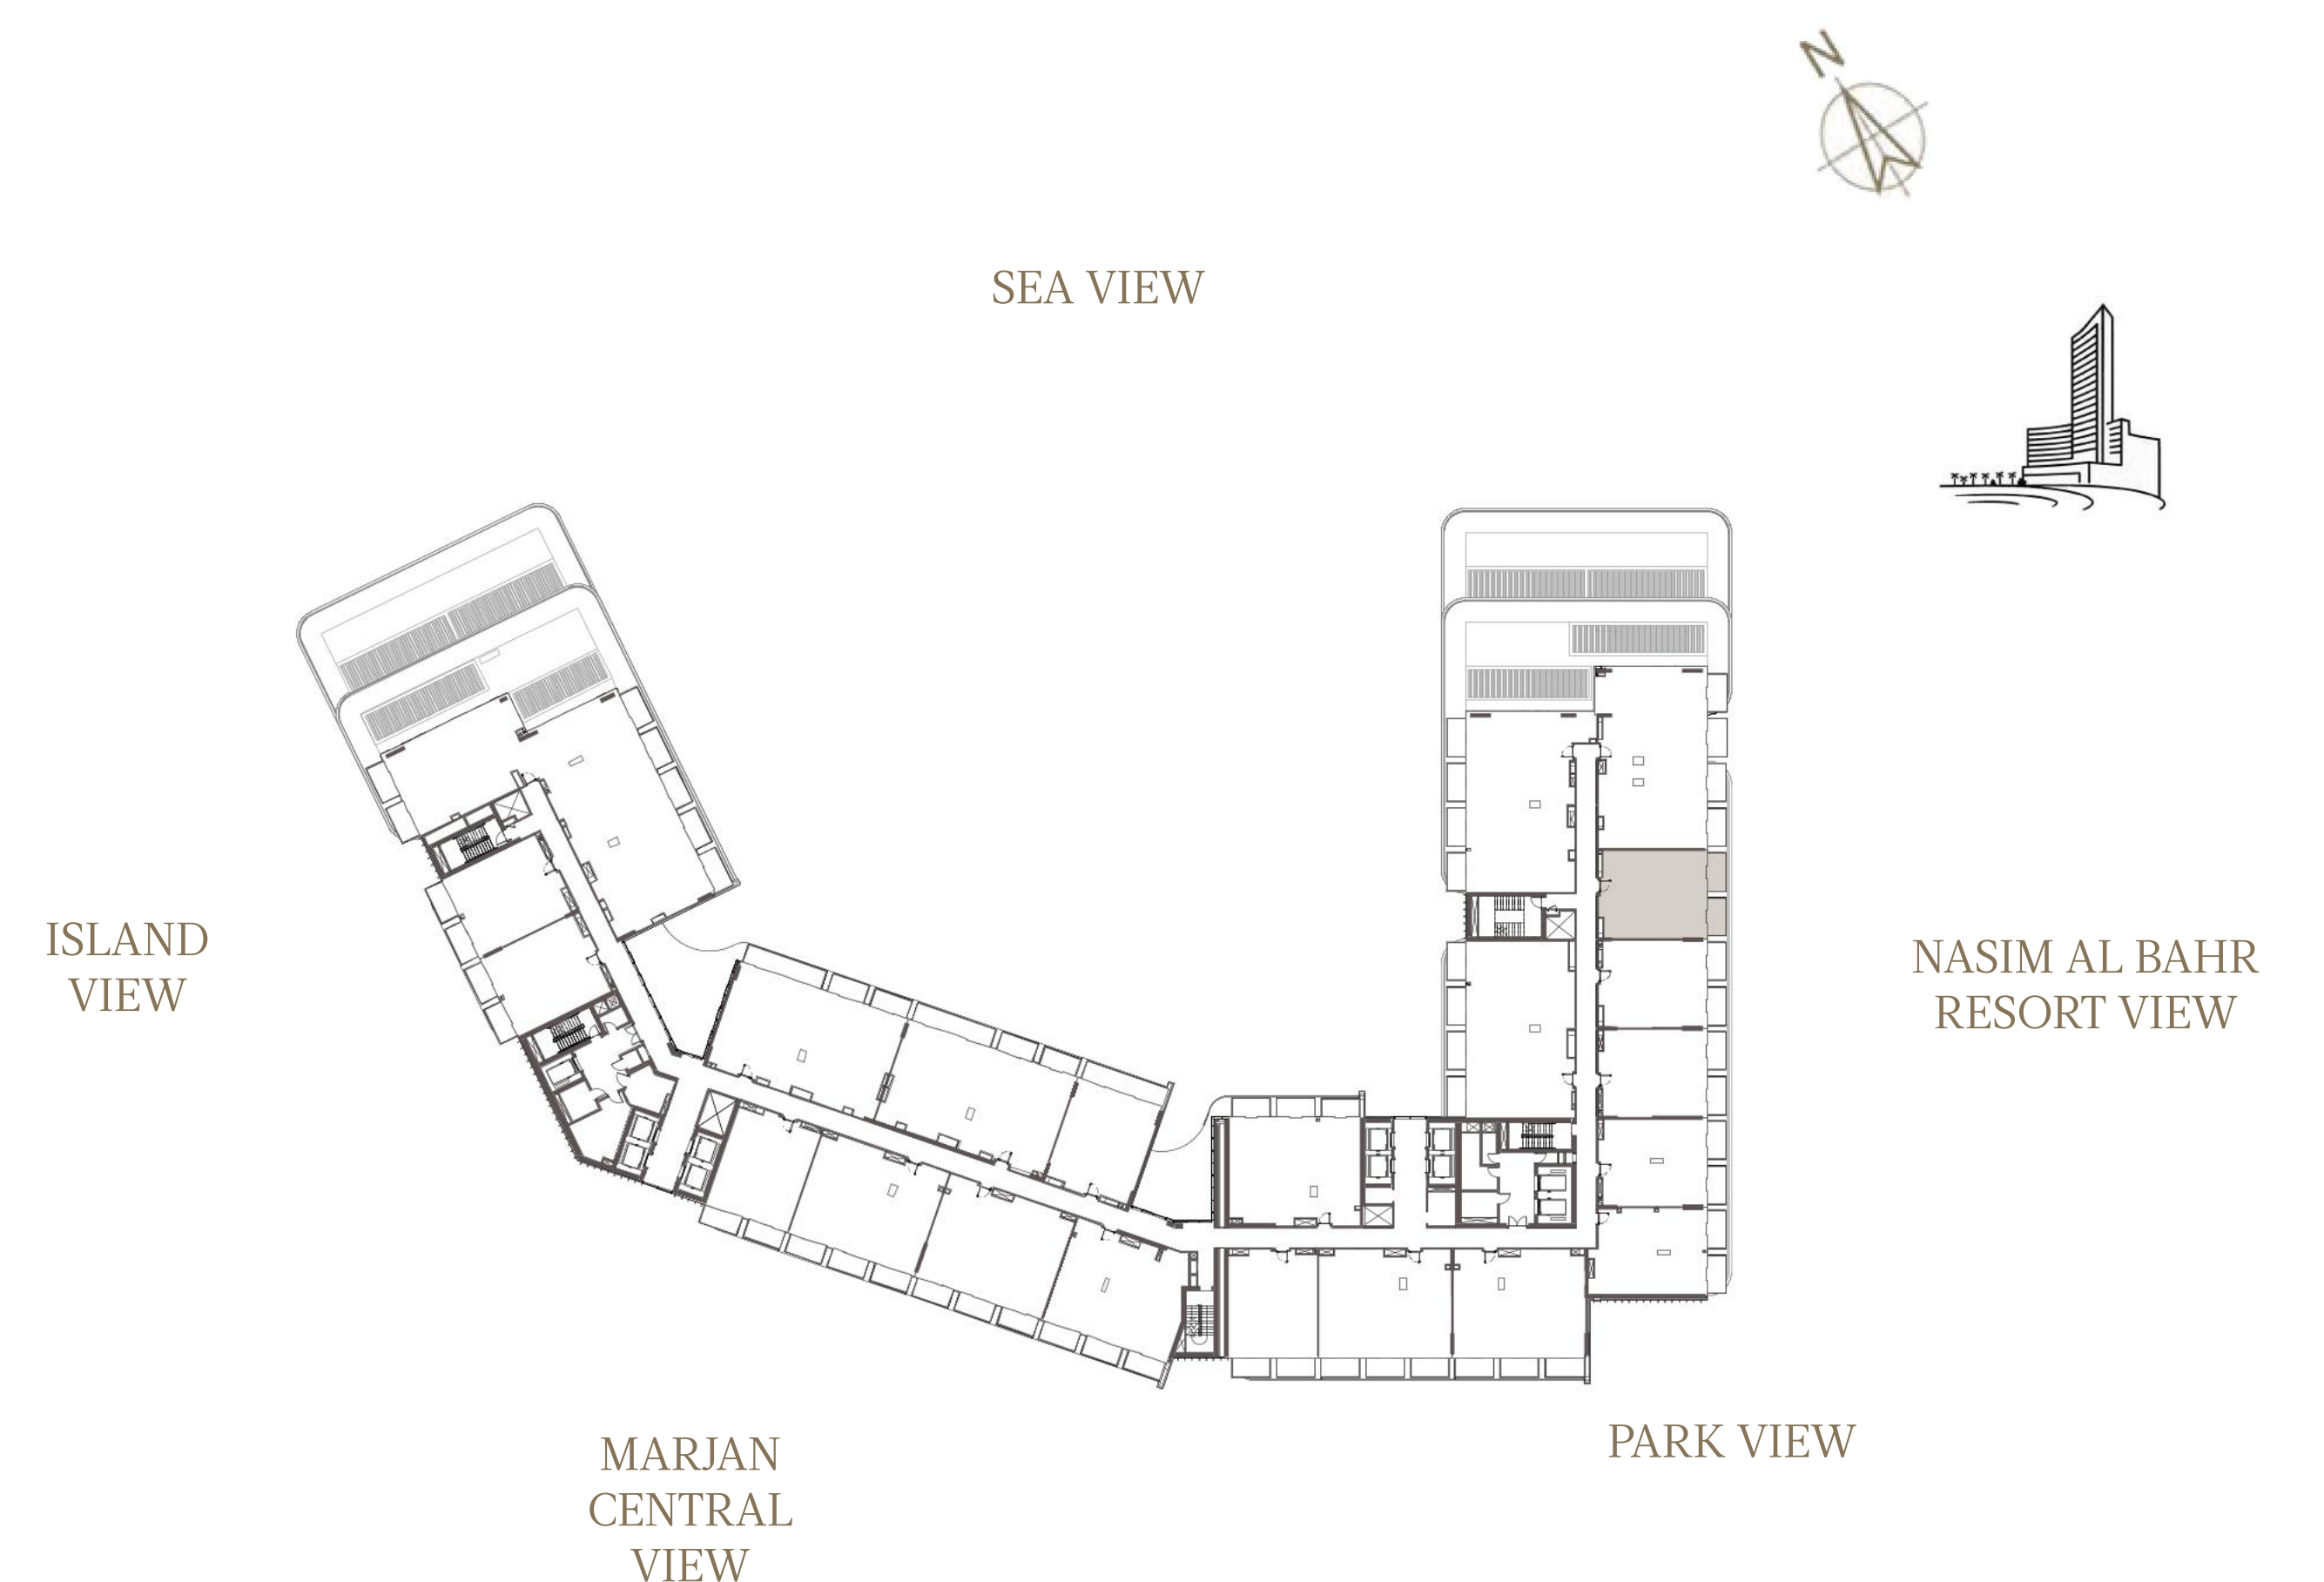 N
SEA VIEW
ISLAND
VIEW
NASIM AL BAHR
RESORT VIEW
PARK VIEW
MARJAN
CENTRAL
VIEW